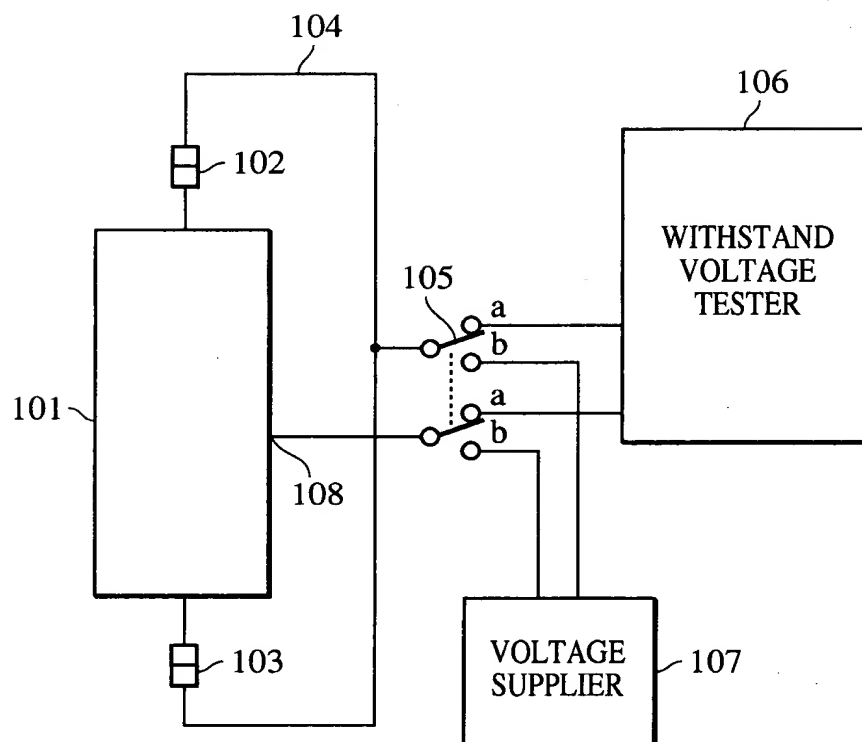 104
106
102
WITHSTAND
VOLTAGE
TESTER
105
a
b
a
b
101
108
103
VOLTAGE
SUPPLIER
107